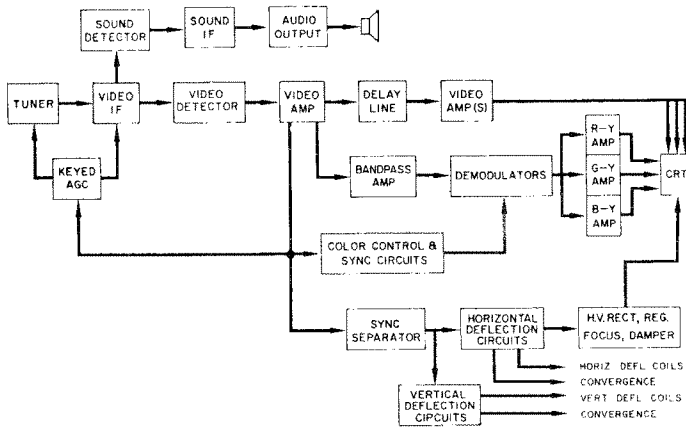 SOUND
DETECTOR
SOUND
IF
AUDIO
OUTPUT
TUNER
VIDEO
IF
VIDEO
DETECTOR
VIDEO
AMP
DELAY
LINE
VIDEO
AMP(S)
KEYED
AGC
BANDPASS
AMP
DEMODULATORS
R-Y
AMP
G-Y
AMP
B-Y
AMP
CRT
COLOR CONTROL &
SYNC CIRCUITS
SYNC
SEPARATOR
HORIZONTAL
DEFLECTION
CIRCUITS
H.V. RECT, REG.
FOCUS, DAMPER
HORIZ DEFL COILS
CONVERGENCE
VERT DEFL COILS
CONVERGENCE
VERTICAL
DEFLECTION
CIRCUITS